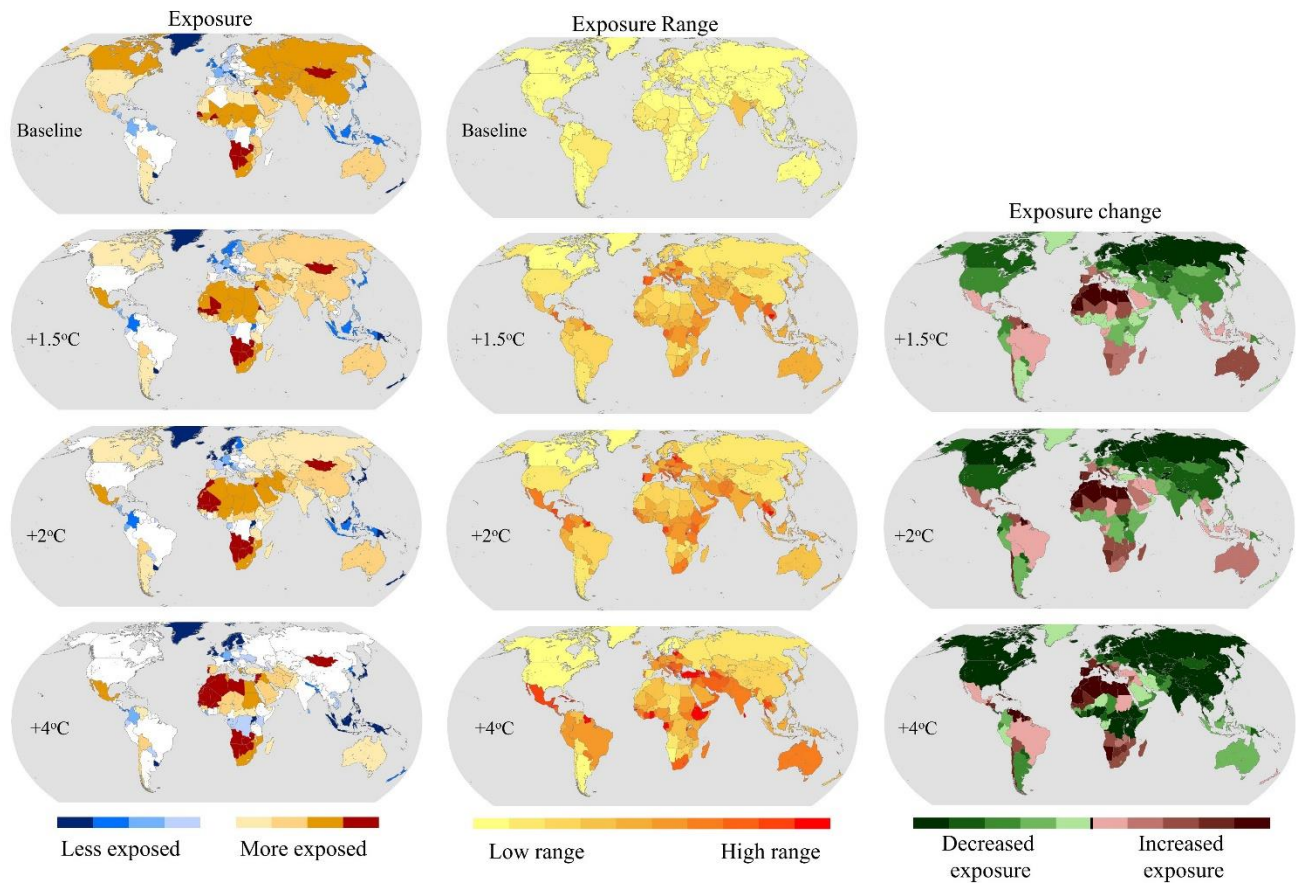 Exposure
Exposure Range
Baseline
Baseline
Exposure change
+1.5°C
+1.5°C
+1.5°C
+2°C
+2°C
+2°C
+4°C
+4°C
+4°C
Less exposed
More exposed
Low range
High range
Decreased
exposure
Increased
exposure